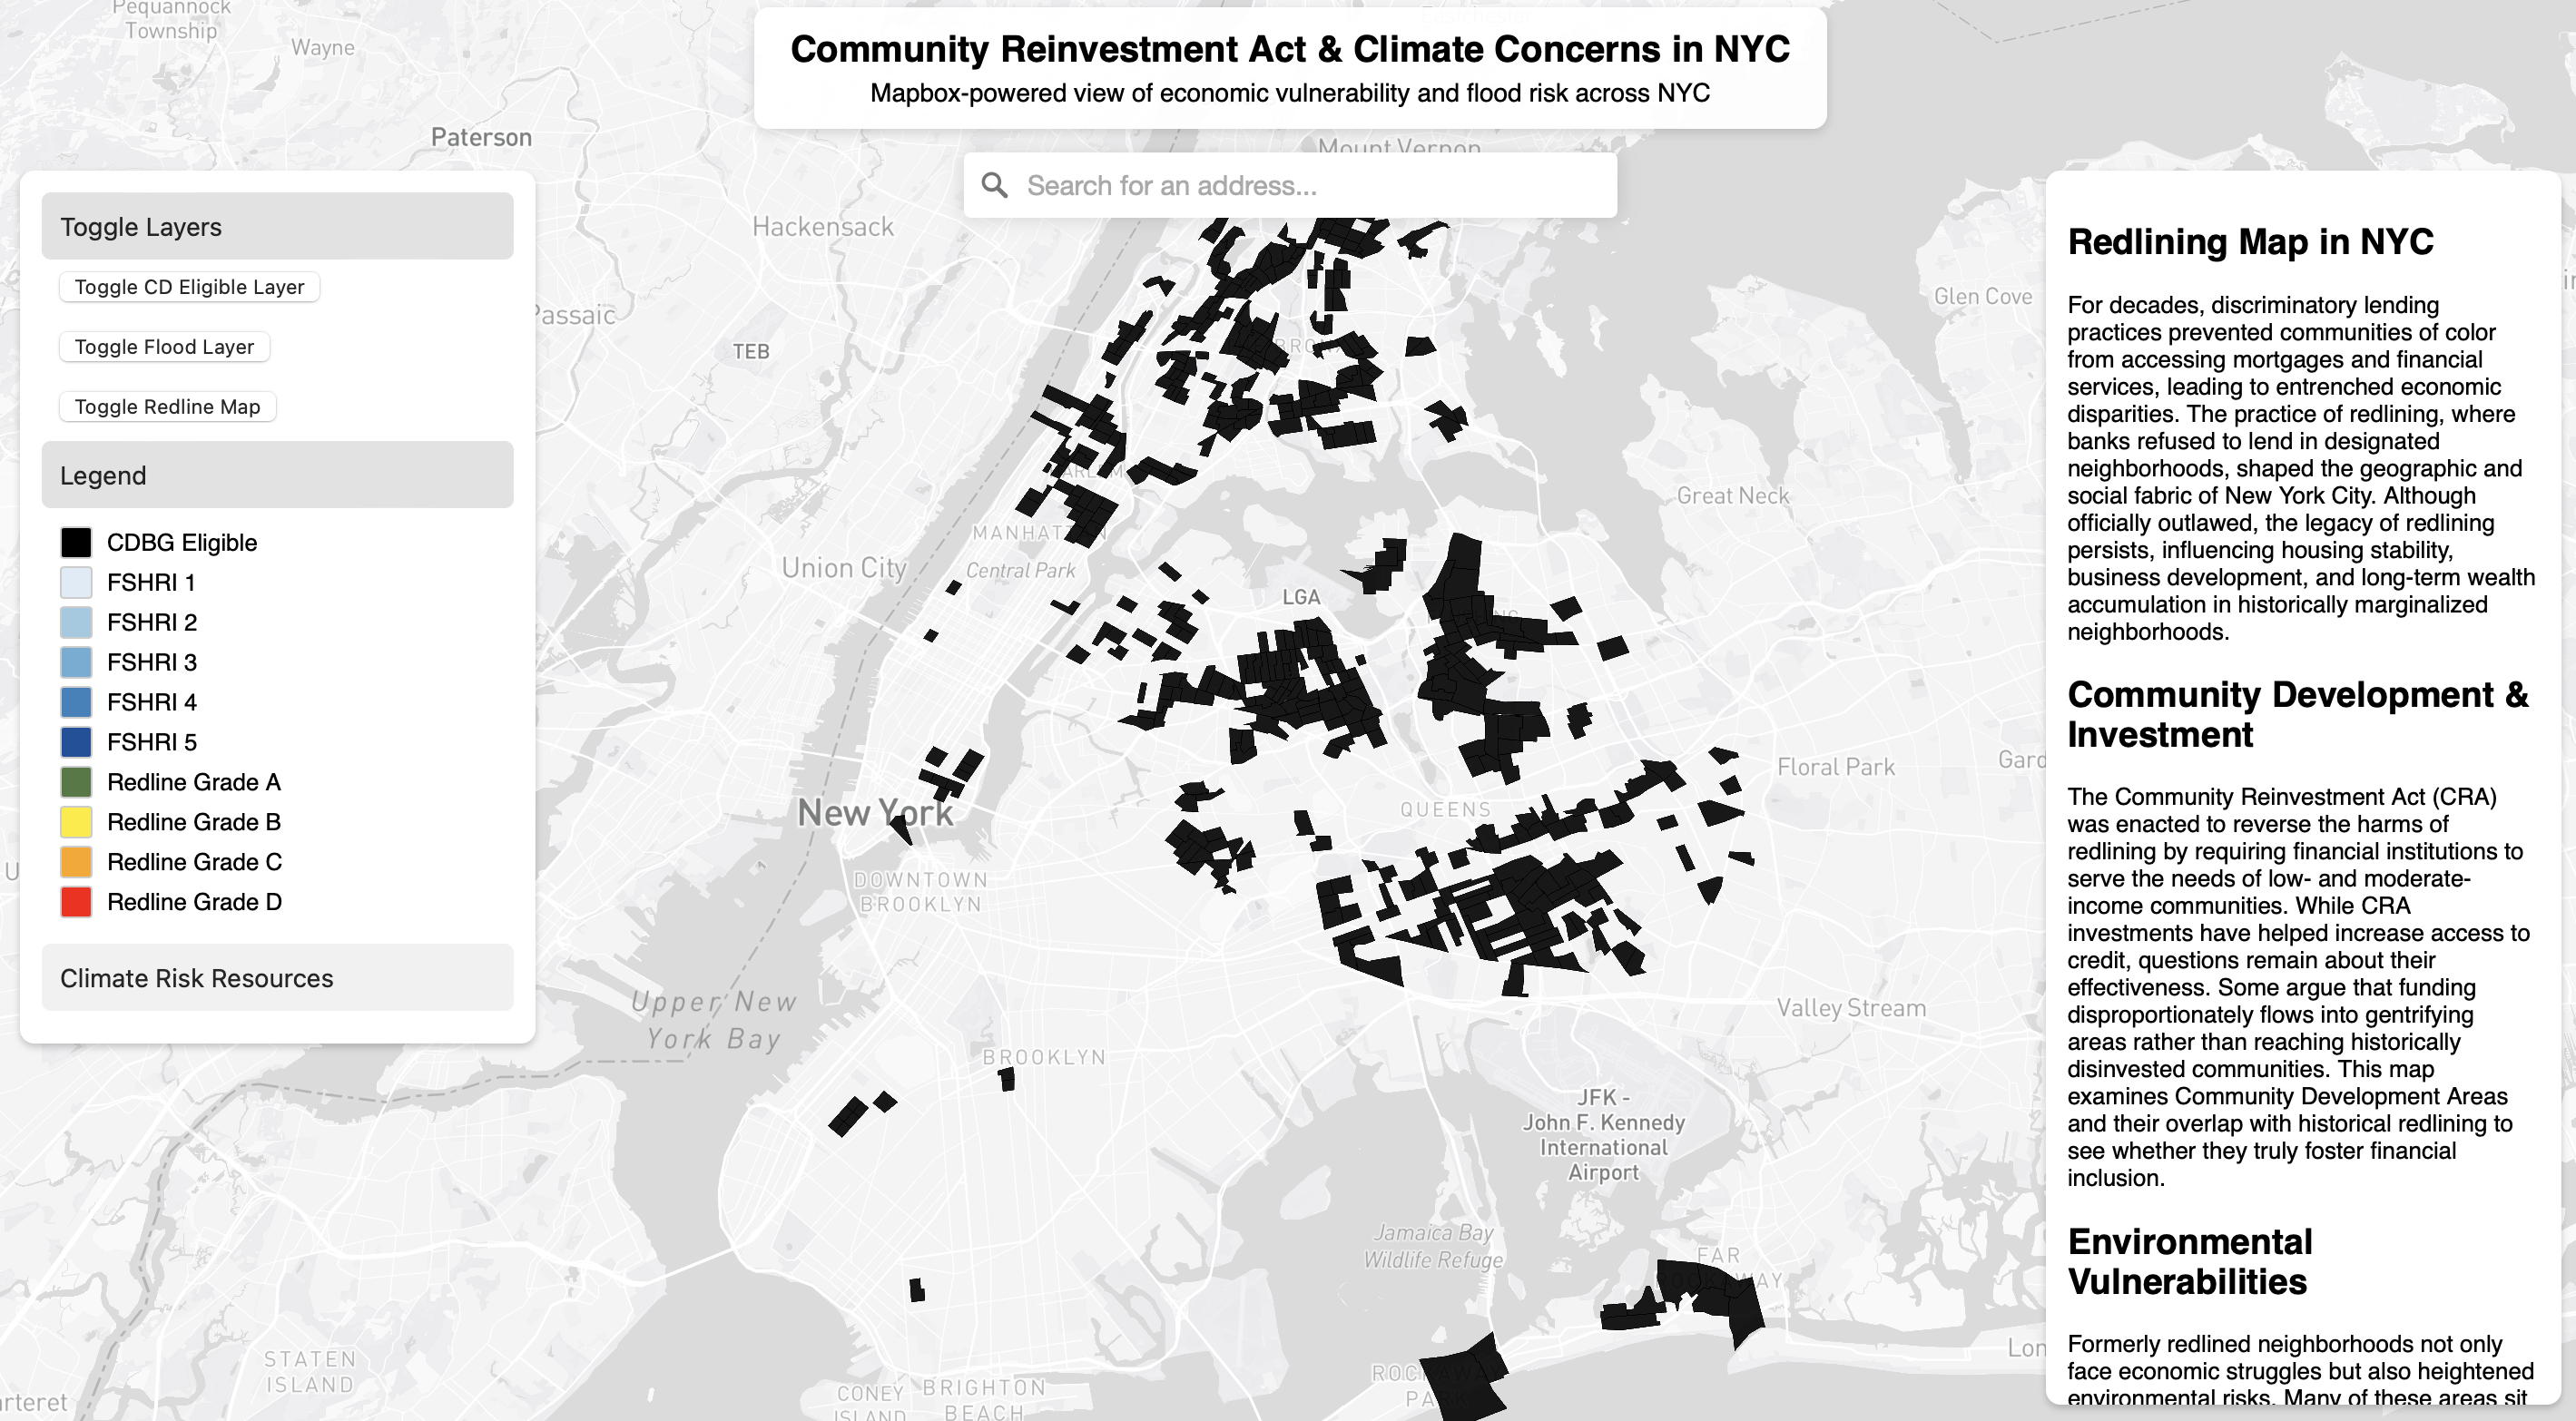 Community Reinvestment Act & Climate Concerns in NYC
Mapbox-powered view of economic vulnerability and flood risk across NYC
Search for an address...
Toggle Layers
Toggle CD Eligible Layer
Toggle Flood Layer
Toggle Redline Map
Legend
CDBG Eligible
FSHRI 1
FSHRI 2
FSHRI 3
FSHRI 4
FSHRI 5
Redline Grade A
Redline Grade B
Redline Grade C
Redline Grade D
Climate Risk Resources
Pequannock
Township
Wayne
Paterson
Mount Vernon
Hackensack
Passaic
TEB
Glen Cove
Great Neck
Union City
Central Park
LGA
New York
DOWNTOWN
BROOKLYN
QUEENS
Floral Park
Gard
Upper New
York Bay
BROOKLYN
Valley Stream
JFK -
John F. Kennedy
International
Airport
Jamaica Bay
Wildlife Refuge
FAR
STATEN
ISLAND
CONEY
ISLAND
BRIGHTON
BEACH
Lon
rteret
Redlining Map in NYC
For decades, discriminatory lending
practices prevented communities of color
from accessing mortgages and financial
services, leading to entrenched economic
disparities. The practice of redlining, where
banks refused to lend in designated
neighborhoods, shaped the geographic and
social fabric of New York City. Although
officially outlawed, the legacy of redlining
persists, influencing housing stability,
business development, and long-term wealth
accumulation in historically marginalized
neighborhoods.
Community Development &
Investment
The Community Reinvestment Act (CRA)
was enacted to reverse the harms of
redlining by requiring financial institutions to
serve the needs of low- and moderate-
income communities. While CRA
investments have helped increase access to
credit, questions remain about their
effectiveness. Some argue that funding
disproportionately flows into gentrifying
areas rather than reaching historically
disinvested communities. This map
examines Community Development Areas
and their overlap with historical redlining to
see whether they truly foster financial
inclusion.
Environmental
Vulnerabilities
Formerly redlined neighborhoods not only
face economic struggles but also heightened
environmental risks. Many of these areas sit